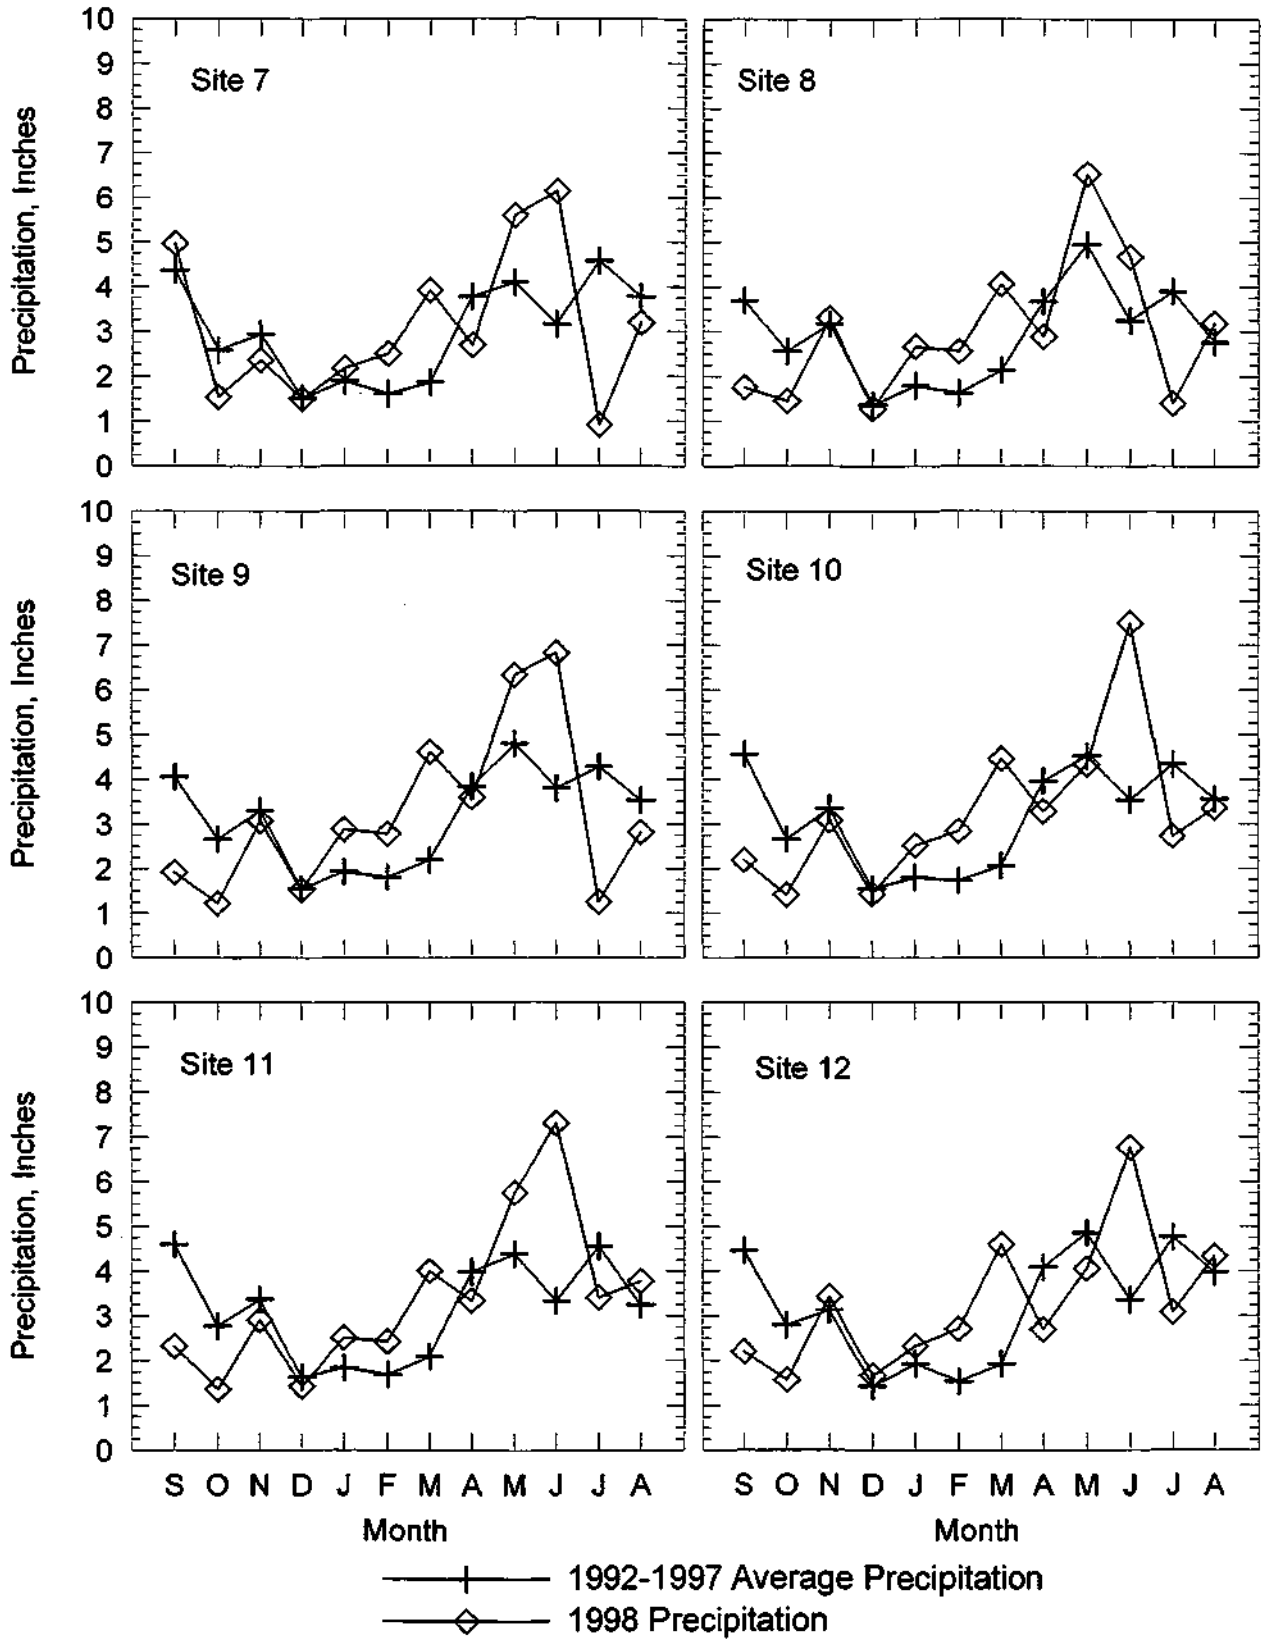 10
9
8
7
6
5
4
3
2
1
0
Precipitation, Inches
Site 7
Site 8
10
9
8
7
6
5
4
3
2
1
0
Precipitation, Inches
Site 9
Site 10
10
9
8
7
6
5
4
3
2
1
0
Precipitation, Inches
Site 11
Site 12
S O N D J F M A M J J A
S O N D J F M A M J J A
Month
Month
1992-1997 Average Precipitation
1998 Precipitation